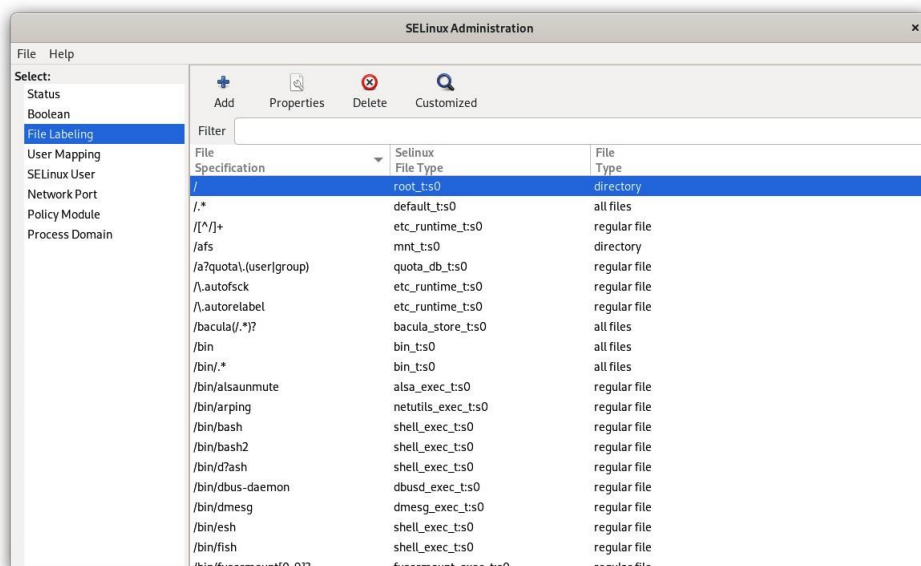 SELinux Administration
×
File Help
Select:
Status
Boolean
File Labeling
User Mapping
SELinux User
Network Port
Policy Module
Process Domain
Add Properties Delete Customized
Filter
File Specification Selinux File Type File Type
/ root_t:s0 directory
/.* default_t:s0 all files
/[^/]+ etc_runtime_t:s0 regular file
/afs mnt_t:s0 directory
/a?quota\.(user|group) quota_db_t:s0 regular file
/\.autofsck etc_runtime_t:s0 regular file
/\.autorelabel etc_runtime_t:s0 regular file
/bacula(/.*)? bacula_store_t:s0 all files
/bin bin_t:s0 all files
/bin/.* bin_t:s0 all files
/bin/alsaunmute alsa_exec_t:s0 regular file
/bin/arping netutils_exec_t:s0 regular file
/bin/bash shell_exec_t:s0 regular file
/bin/bash2 shell_exec_t:s0 regular file
/bin/d?ash shell_exec_t:s0 regular file
/bin/dbus-daemon dbusd_exec_t:s0 regular file
/bin/dmesg dmesg_exec_t:s0 regular file
/bin/esh shell_exec_t:s0 regular file
/bin/fish shell_exec_t:s0 regular file